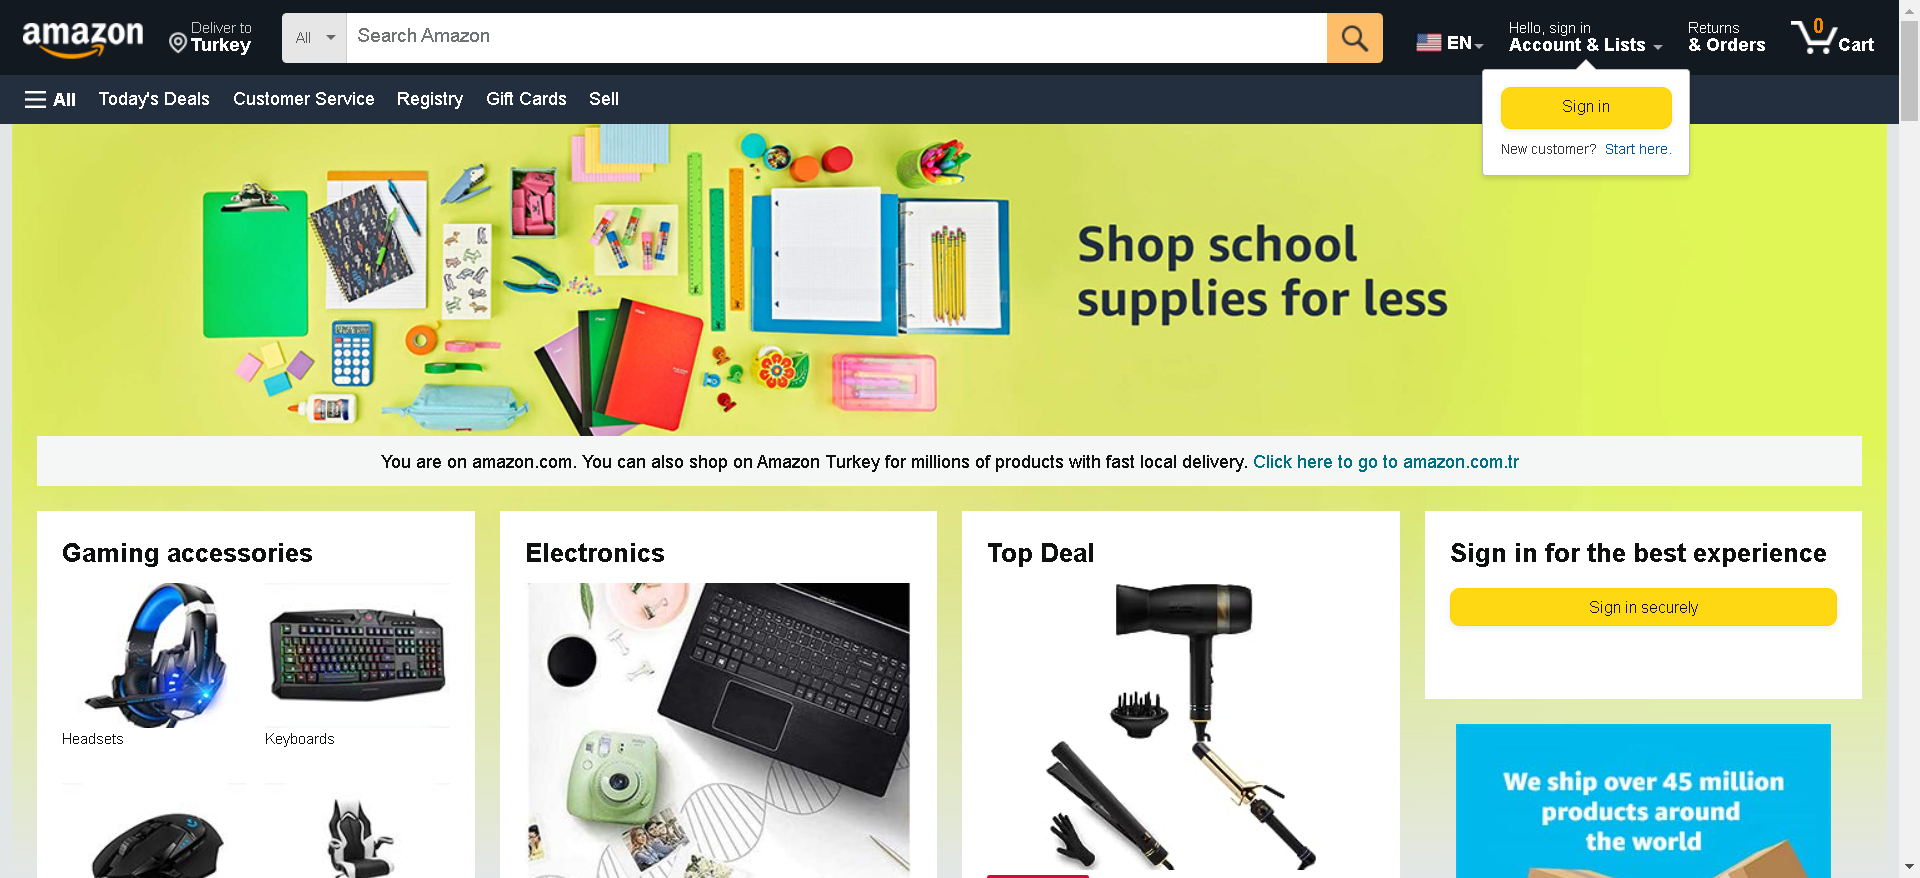 amazon
Deliver to
Turkey
All
Search Amazon
EN
Hello, sign in
Account & Lists
Returns
& Orders
0
Cart
All
Today's Deals
Customer Service
Registry
Gift Cards
Sell
Sign in
New customer? Start here.
Shop school
supplies for less
You are on amazon.com. You can also shop on Amazon Turkey for millions of products with fast local delivery. Click here to go to amazon.com.tr
Gaming accessories
Headsets
Keyboards
Electronics
Top Deal
Sign in for the best experience
Sign in securely
We ship over 45 million
products around
the world